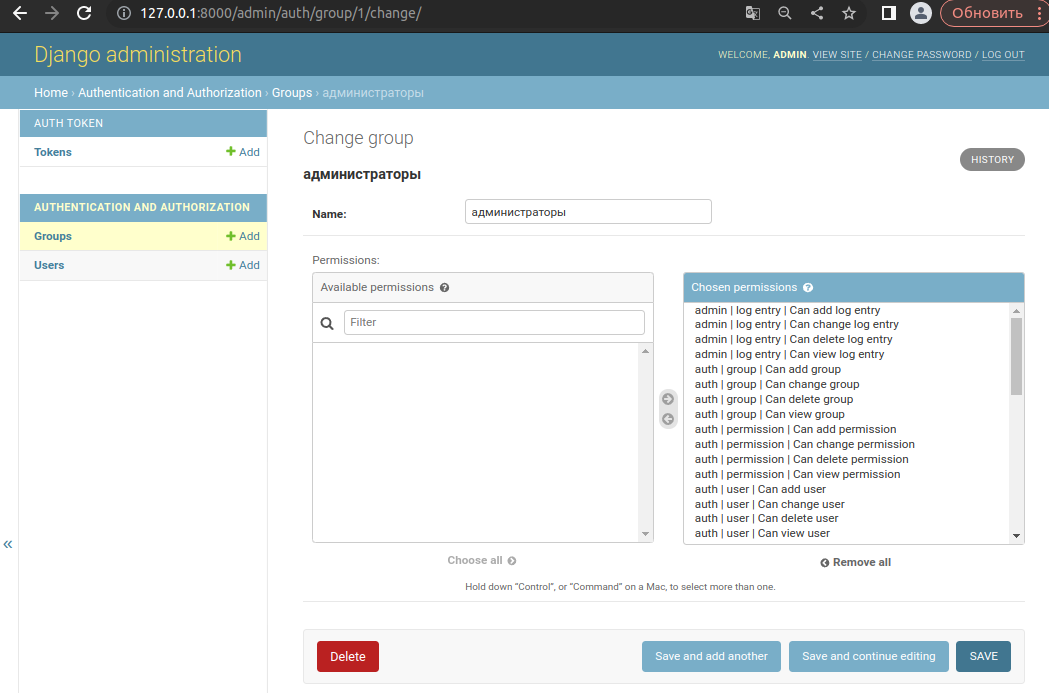 127.0.0.1:8000/admin/auth/group/1/change/
Обновить
Django administration
WELCOME, ADMIN. VIEW SITE / CHANGE PASSWORD / LOG OUT
Home › Authentication and Authorization › Groups › администраторы
AUTH TOKEN
Tokens
Add
AUTHENTICATION AND AUTHORIZATION
Groups
Add
Users
Add
«
Change group
HISTORY
администраторы
Name:
администраторы
Permissions:
Available permissions
Filter
Choose all
Chosen permissions
admin | log entry | Can add log entry
admin | log entry | Can change log entry
admin | log entry | Can delete log entry
admin | log entry | Can view log entry
auth | group | Can add group
auth | group | Can change group
auth | group | Can delete group
auth | group | Can view group
auth | permission | Can add permission
auth | permission | Can change permission
auth | permission | Can delete permission
auth | permission | Can view permission
auth | user | Can add user
auth | user | Can change user
auth | user | Can delete user
auth | user | Can view user
Remove all
Hold down “Control”, or “Command” on a Mac, to select more than one.
Delete
Save and add another
Save and continue editing
SAVE